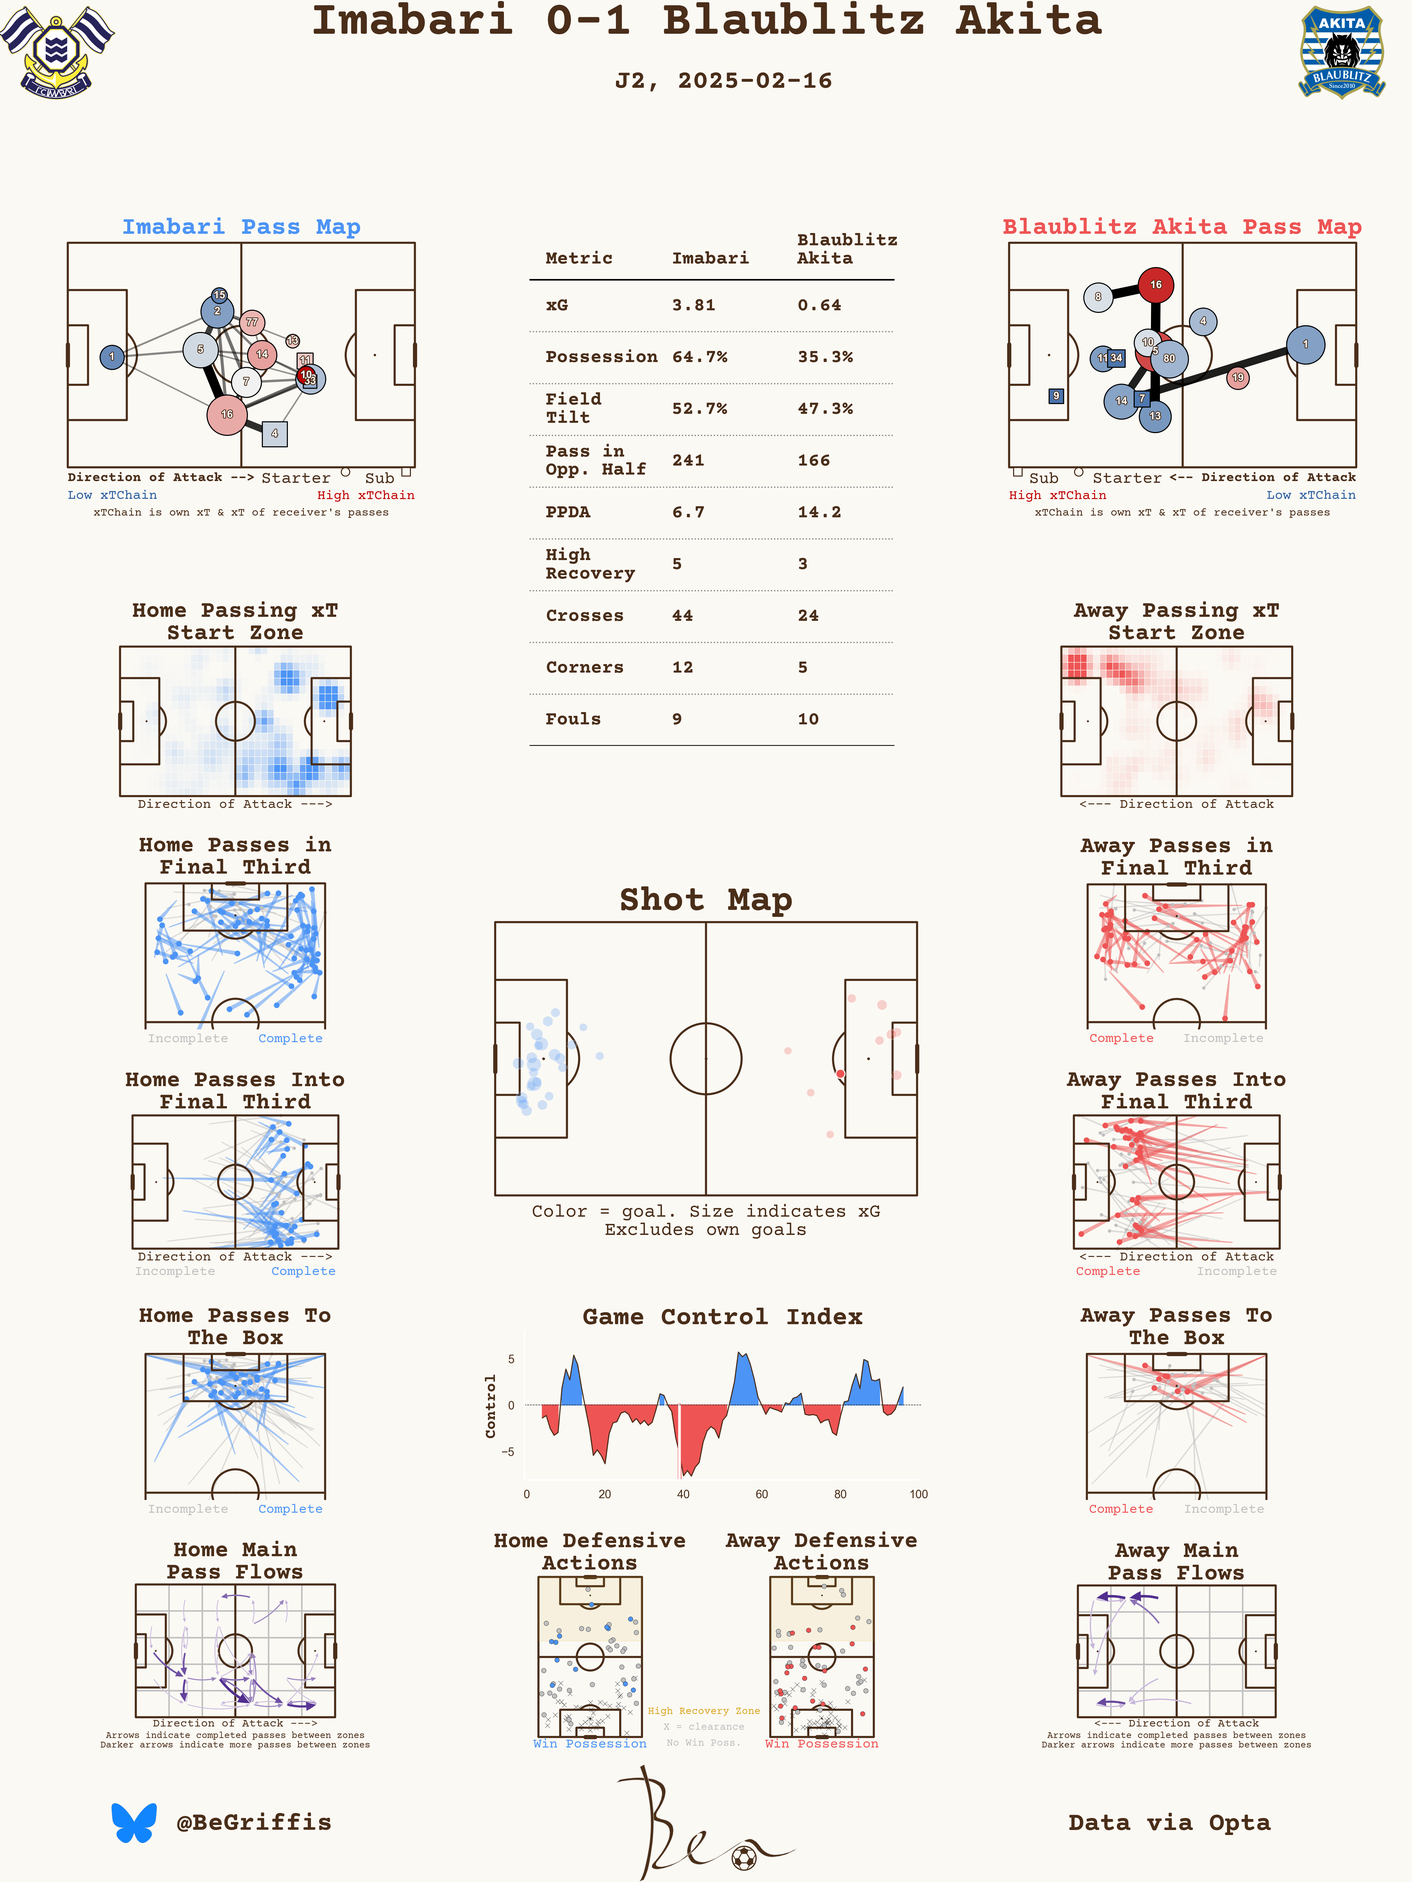 Imabari 0-1 Blaublitz Akita
J2, 2025-02-16
FC IMABARI
AKITA
BLAUBLITZ
Since2010
Imabari Pass Map
15
2
77
13
5
14
11
1
10
33
7
16
4
Direction of Attack --> Starter Sub
Low xTChain High xTChain
xTChain is own xT & xT of receiver's passes
Metric Imabari Blaublitz Akita
xG 3.81 0.64
Possession 64.7% 35.3%
Field Tilt 52.7% 47.3%
Pass in Opp. Half 241 166
PPDA 6.7 14.2
High Recovery 5 3
Crosses 44 24
Corners 12 5
Fouls 9 10
Blaublitz Akita Pass Map
16
8
4
10
5
80
1
11
34
19
9
14
7
13
Sub Starter <-- Direction of Attack
High xTChain Low xTChain
xTChain is own xT & xT of receiver's passes
Home Passing xT
Start Zone
Direction of Attack --->
Away Passing xT
Start Zone
<--- Direction of Attack
Home Passes in
Final Third
Incomplete Complete
Away Passes in
Final Third
Complete Incomplete
Shot Map
Color = goal. Size indicates xG
Excludes own goals
Home Passes Into
Final Third
Direction of Attack --->
Incomplete Complete
Away Passes Into
Final Third
<--- Direction of Attack
Complete Incomplete
Home Passes To
The Box
Incomplete Complete
Game Control Index
Control
5
0
−5
0 20 40 60 80 100
Away Passes To
The Box
Complete Incomplete
Home Main
Pass Flows
Direction of Attack --->
Arrows indicate completed passes between zones
Darker arrows indicate more passes between zones
Home Defensive
Actions
Win Possession
Away Defensive
Actions
Win Possession
High Recovery Zone
X = clearance
No Win Poss.
Away Main
Pass Flows
<--- Direction of Attack
Arrows indicate completed passes between zones
Darker arrows indicate more passes between zones
@BeGriffis
Ben
Data via Opta